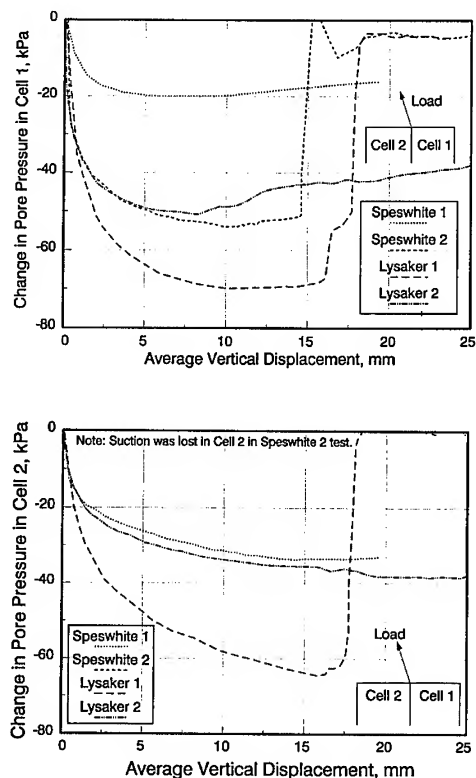 Change in Pore Pressure in Cell 1, kPa
0
-20
-40
-60
-80
Load
Cell 2 Cell 1
Speswhite 1
Speswhite 2
Lysaker 1
Lysaker 2
0 5 10 15 20 25
Average Vertical Displacement, mm
Change in Pore Pressure in Cell 2, kPa
0
-20
-40
-60
-80
Note: Suction was lost in Cell 2 in Speswhite 2 test.
Speswhite 1
Speswhite 2
Lysaker 1
Lysaker 2
Load
Cell 2 Cell 1
0 5 10 15 20 25
Average Vertical Displacement, mm